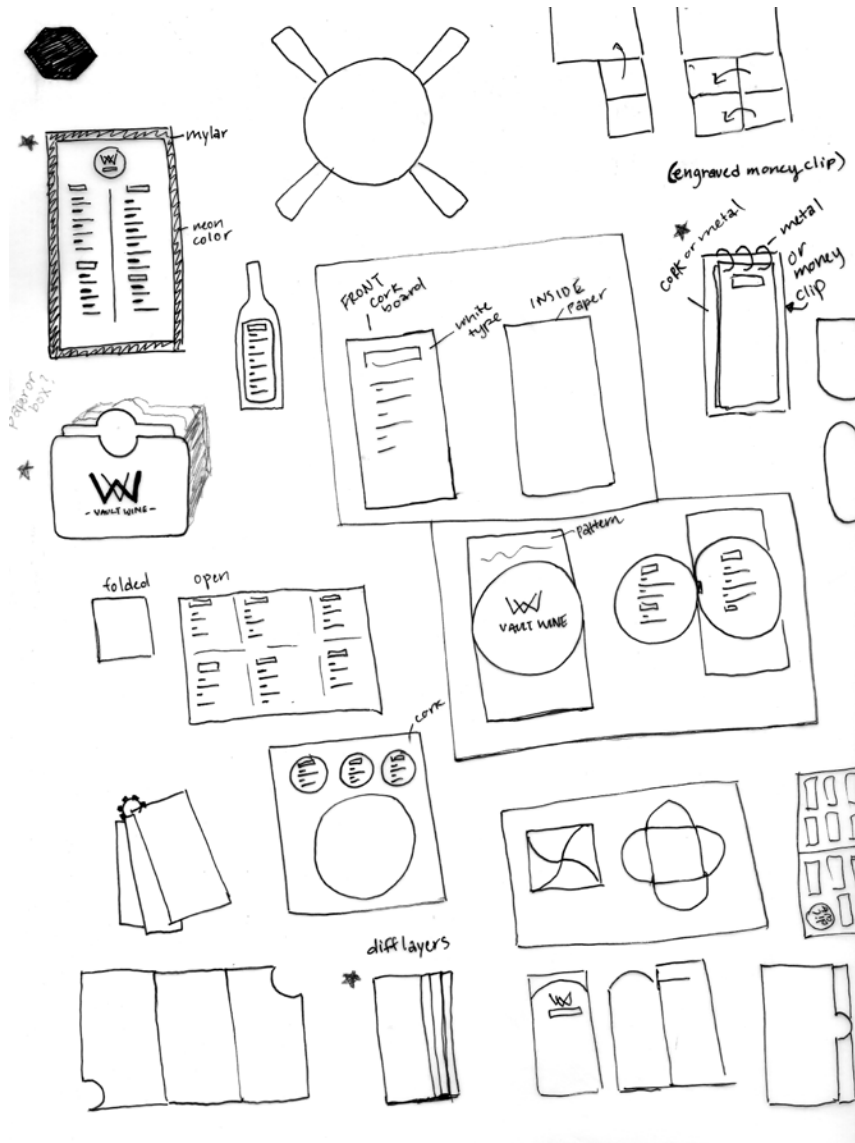 (engraved money clip)
mylar
neon
color
cork or metal
metal
or
money
clip
FRONT
cork
board
white
type
INSIDE
paper
paper or
box?
W
- VAULT WINE -
pattern
folded
open
W
VAULT WINE
cork
diff layers
W